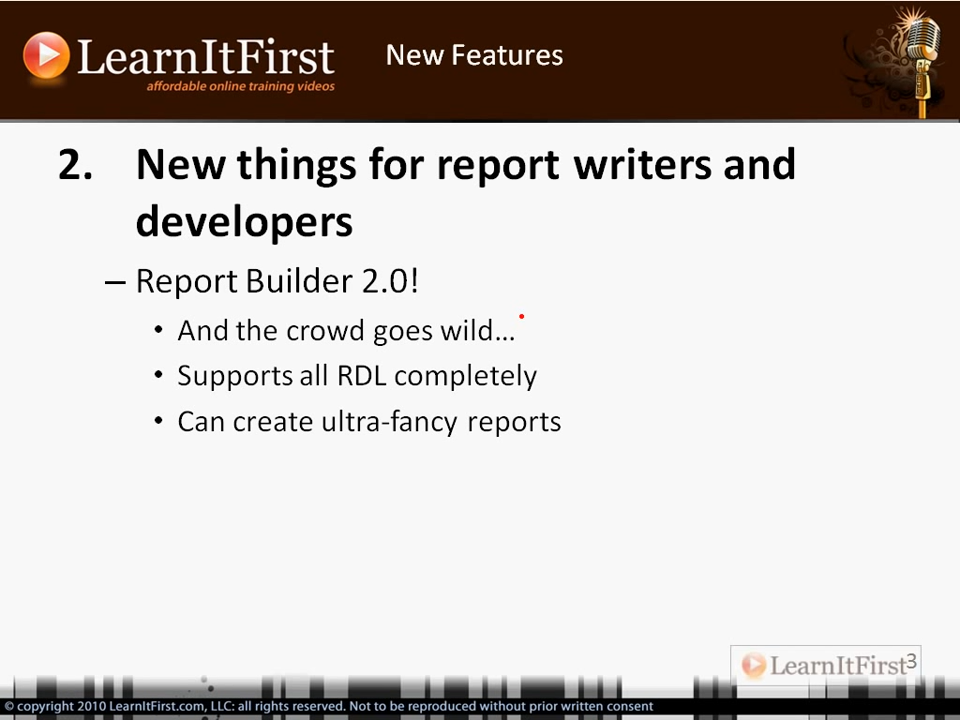 LearnItFirst
affordable online training videos
New Features
2. New things for report writers and
developers
– Report Builder 2.0!
• And the crowd goes wild…
• Supports all RDL completely
• Can create ultra-fancy reports
LearnItFirst
3
© copyright 2010 LearnItFirst.com, LLC: all rights reserved. Not to be reproduced without prior written consent